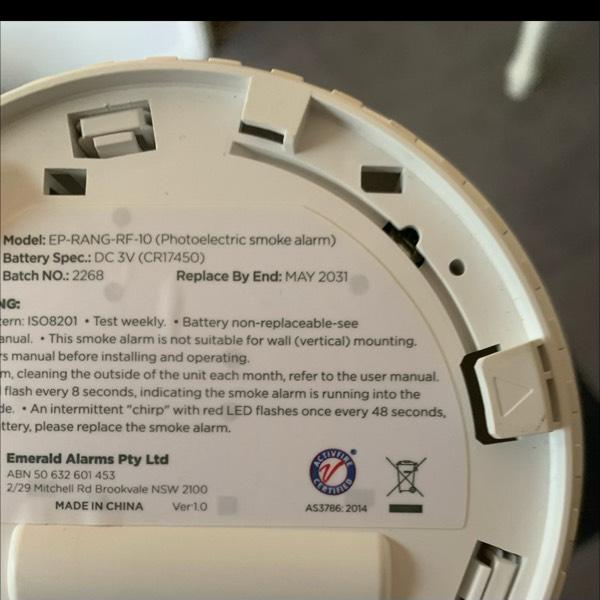 Model: EP-RANG-RF-10 (Photoelectric smoke alarm)
Battery Spec.: DC 3V (CR17450)
Batch NO.: 2268 Replace By End: MAY 2031
NG:
tern: ISO8201 • Test weekly. • Battery non-replaceable-see
anual. • This smoke alarm is not suitable for wall (vertical) mounting.
rs manual before installing and operating.
m, cleaning the outside of the unit each month, refer to the user manual.
flash every 8 seconds, indicating the smoke alarm is running into the
de. • An intermittent "chirp" with red LED flashes once every 48 seconds,
ttery, please replace the smoke alarm.
Emerald Alarms Pty Ltd
ABN 50 632 601 453
2/29 Mitchell Rd Brookvale NSW 2100
MADE IN CHINA Ver1.0
ACTIVFIRE
CERTIFIED
AS3786: 2014